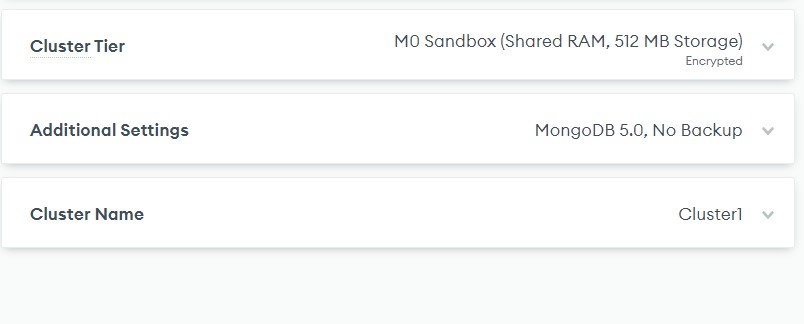 Cluster Tier
M0 Sandbox (Shared RAM, 512 MB Storage)
Encrypted
Additional Settings
MongoDB 5.0, No Backup
Cluster Name
Cluster1